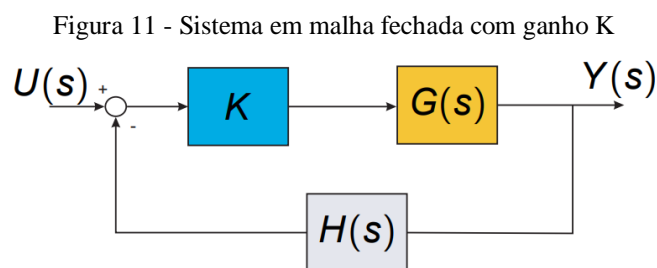 Figura 11 - Sistema em malha fechada com ganho K
U(s) + K G(s) Y(s)
-
H(s)